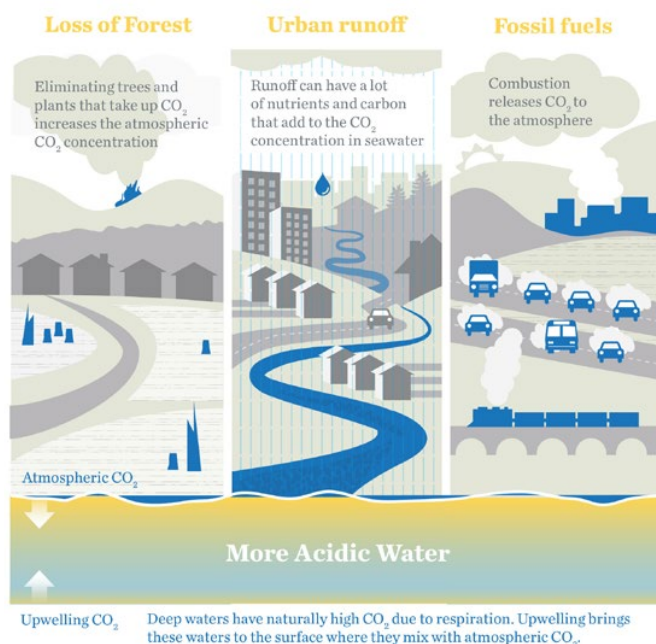 Loss of Forest
Eliminating trees and
plants that take up CO₂
increases the atmospheric
CO₂ concentration
Urban runoff
Runoff can have a lot
of nutrients and carbon
that add to the CO₂
concentration in seawater
Fossil fuels
Combustion
releases CO₂ to
the atmosphere
Atmospheric CO₂
More Acidic Water
Upwelling CO₂
Deep waters have naturally high CO₂ due to respiration. Upwelling brings
these waters to the surface where they mix with atmospheric CO₂.